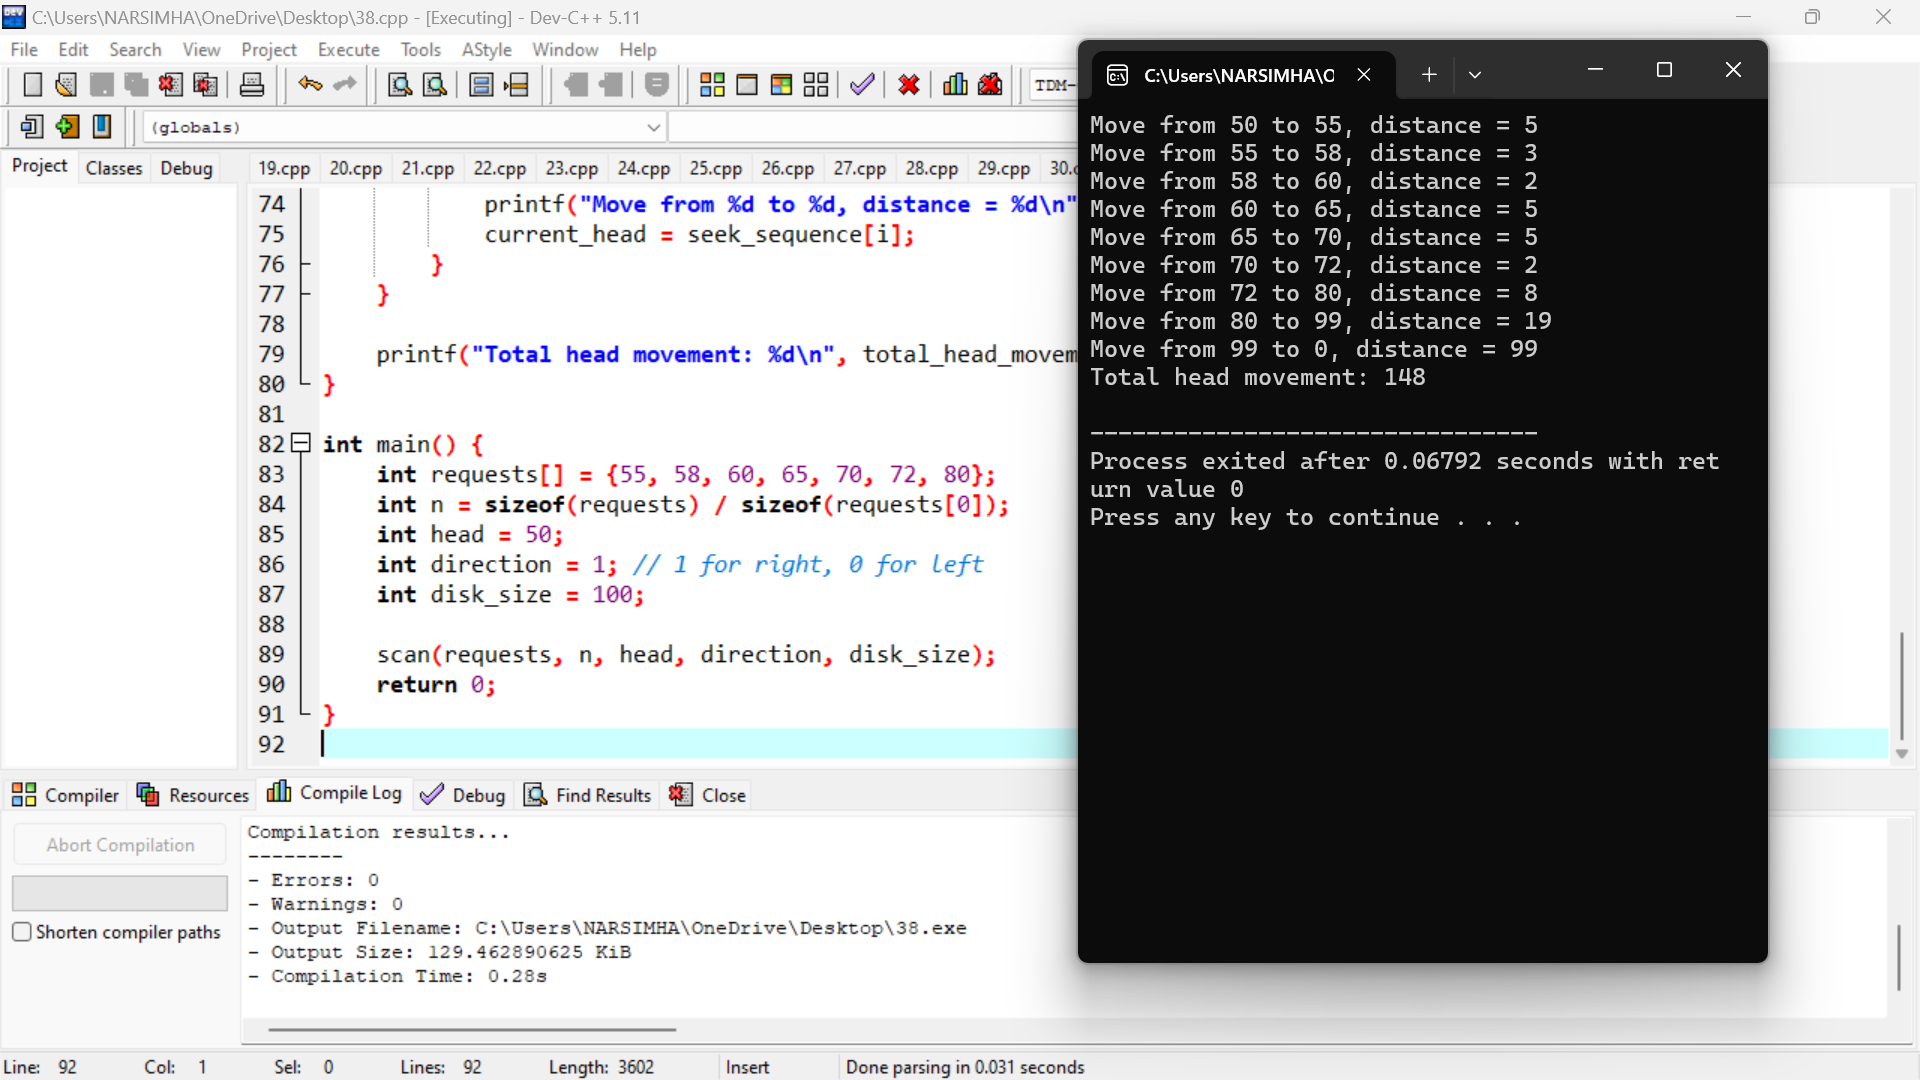 C:\Users\NARSIMHA\OneDrive\Desktop\38.cpp - [Executing] - Dev-C++ 5.11
File Edit Search View Project Execute Tools AStyle Window Help
TDM-
(globals)
Project Classes Debug
19.cpp 20.cpp 21.cpp 22.cpp 23.cpp 24.cpp 25.cpp 26.cpp 27.cpp 28.cpp 29.cpp 30.
74 printf("Move from %d to %d, distance = %d\n"
75 current_head = seek_sequence[i];
76 }
77 }
78
79 printf("Total head movement: %d\n", total_head_movem
80 }
81
82 int main() {
83 int requests[] = {55, 58, 60, 65, 70, 72, 80};
84 int n = sizeof(requests) / sizeof(requests[0]);
85 int head = 50;
86 int direction = 1; // 1 for right, 0 for left
87 int disk_size = 100;
88
89 scan(requests, n, head, direction, disk_size);
90 return 0;
91 }
92
C:\Users\NARSIMHA\O
Move from 50 to 55, distance = 5
Move from 55 to 58, distance = 3
Move from 58 to 60, distance = 2
Move from 60 to 65, distance = 5
Move from 65 to 70, distance = 5
Move from 70 to 72, distance = 2
Move from 72 to 80, distance = 8
Move from 80 to 99, distance = 19
Move from 99 to 0, distance = 99
Total head movement: 148
--------------------------------
Process exited after 0.06792 seconds with ret
urn value 0
Press any key to continue . . .
Compiler Resources Compile Log Debug Find Results Close
Abort Compilation
Shorten compiler paths
Compilation results...
--------
- Errors: 0
- Warnings: 0
- Output Filename: C:\Users\NARSIMHA\OneDrive\Desktop\38.exe
- Output Size: 129.462890625 KiB
- Compilation Time: 0.28s
Line: 92 Col: 1 Sel: 0 Lines: 92 Length: 3602 Insert Done parsing in 0.031 seconds